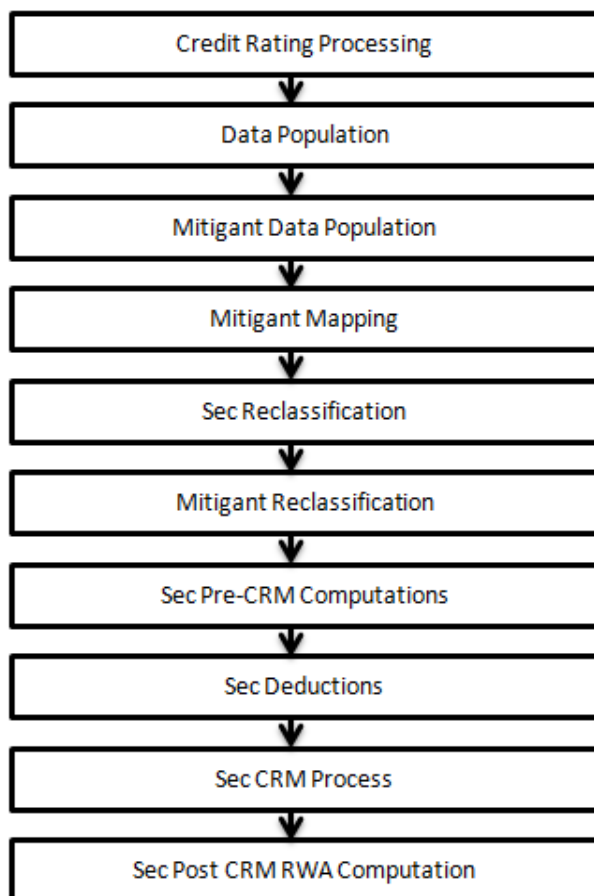 Credit Rating Processing
Data Population
Mitigant Data Population
Mitigant Mapping
Sec Reclassification
Mitigant Reclassification
Sec Pre-CRM Computations
Sec Deductions
Sec CRM Process
Sec Post CRM RWA Computation